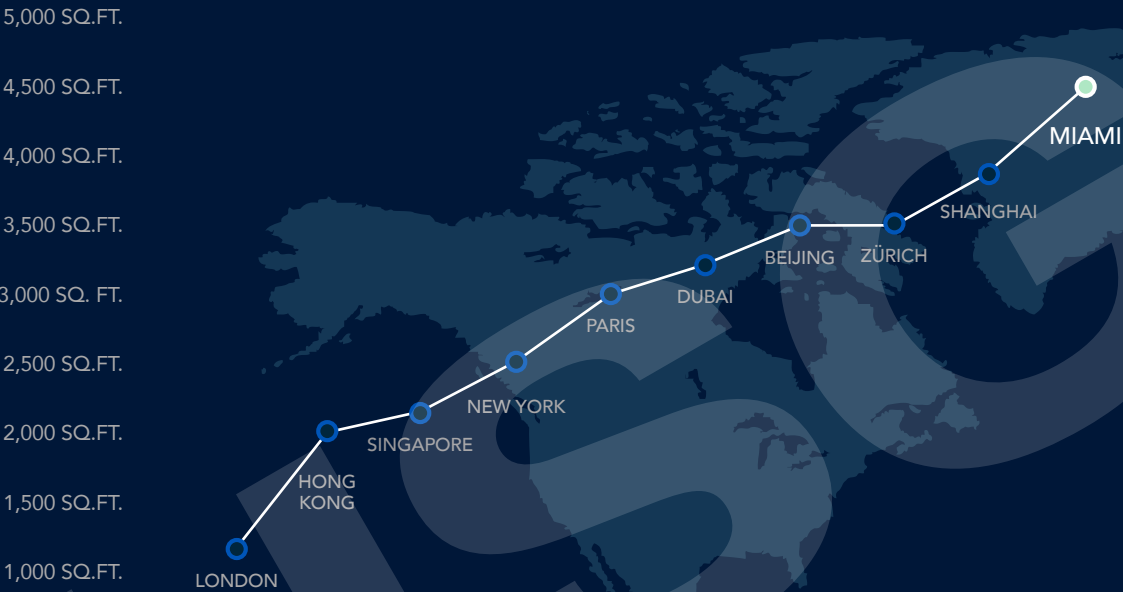 5,000 SQ.FT.
4,500 SQ.FT.
MIAMI
4,000 SQ.FT.
3,500 SQ.FT.
SHANGHAI
BEIJING
ZÜRICH
3,000 SQ. FT.
DUBAI
PARIS
2,500 SQ.FT.
NEW YORK
2,000 SQ.FT.
SINGAPORE
HONG
KONG
1,500 SQ.FT.
1,000 SQ.FT.
LONDON